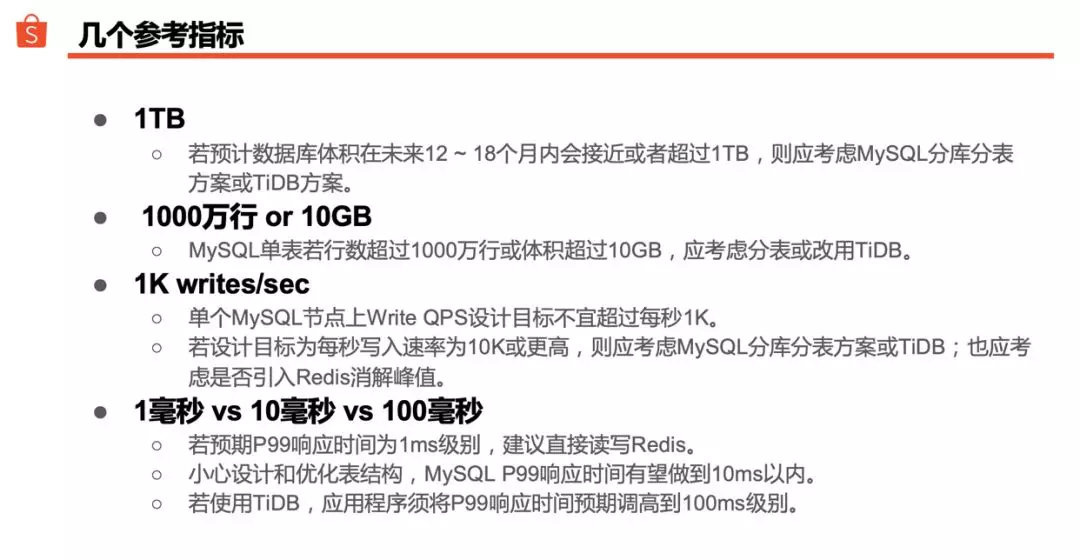 S
几个参考指标
● 1TB
○ 若预计数据库体积在未来12 ~ 18个月内会接近或者超过1TB，则应考虑MySQL分库分表
方案或TiDB方案。
● 1000万行 or 10GB
○ MySQL单表若行数超过1000万行或体积超过10GB，应考虑分表或改用TiDB。
● 1K writes/sec
○ 单个MySQL节点上Write QPS设计目标不宜超过每秒1K。
○ 若设计目标为每秒写入速率为10K或更高，则应考虑MySQL分库分表方案或TiDB；也应考
虑是否引入Redis消解峰值。
● 1毫秒 vs 10毫秒 vs 100毫秒
○ 若预期P99响应时间为1ms级别，建议直接读写Redis。
○ 小心设计和优化表结构，MySQL P99响应时间有望做到10ms以内。
○ 若使用TiDB，应用程序须将P99响应时间预期调高到100ms级别。